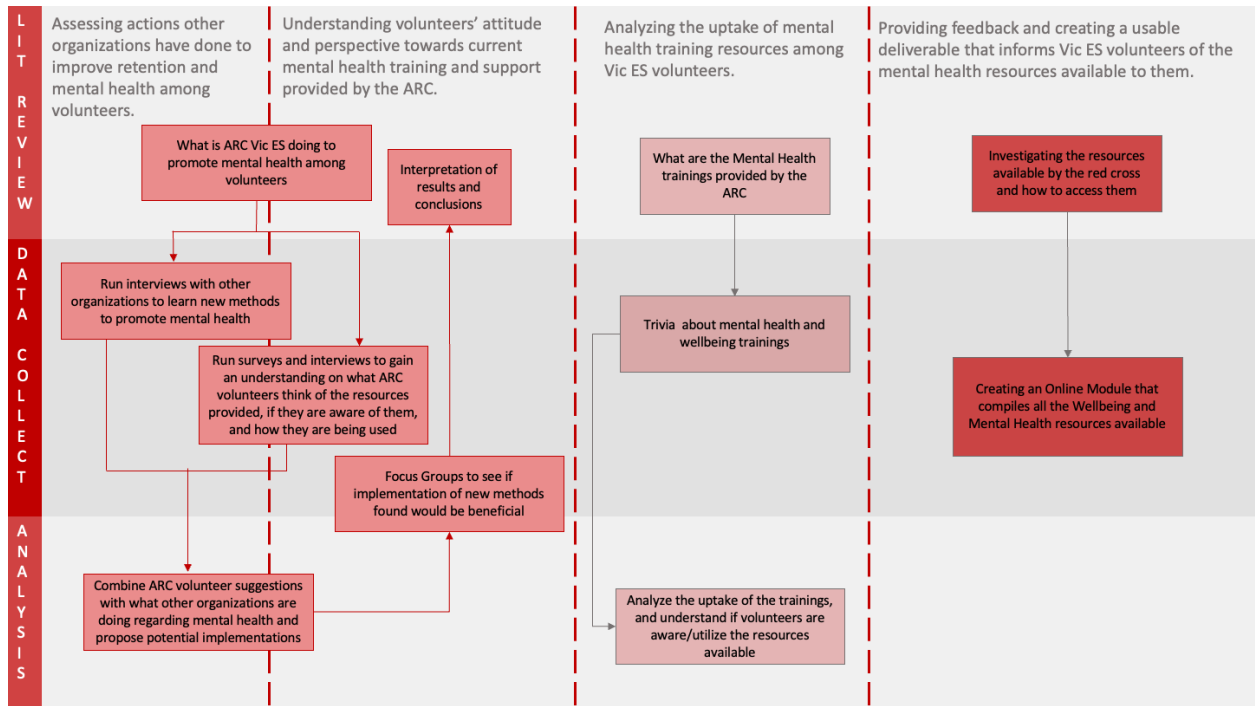 LIT REVIEW
Assessing actions other
organizations have done to
improve retention and
mental health among
volunteers.
Understanding volunteers’ attitude
and perspective towards current
mental health training and support
provided by the ARC.
Analyzing the uptake of mental
health training resources among
Vic ES volunteers.
Providing feedback and creating a usable
deliverable that informs Vic ES volunteers of the
mental health resources available to them.
What is ARC Vic ES doing to
promote mental health among
volunteers
Interpretation of
results and
conclusions
What are the Mental Health
trainings provided by the
ARC
Investigating the resources
available by the red cross
and how to access them
DATA COLLECT
Run interviews with other
organizations to learn new methods
to promote mental health
Run surveys and interviews to gain
an understanding on what ARC
volunteers think of the resources
provided, if they are aware of them,
and how they are being used
Focus Groups to see if
implementation of new methods
found would be beneficial
Trivia about mental health and
wellbeing trainings
Creating an Online Module that
compiles all the Wellbeing and
Mental Health resources available
ANALYSIS
Combine ARC volunteer suggestions
with what other organizations are
doing regarding mental health and
propose potential implementations
Analyze the uptake of the trainings,
and understand if volunteers are
aware/utilize the resources
available